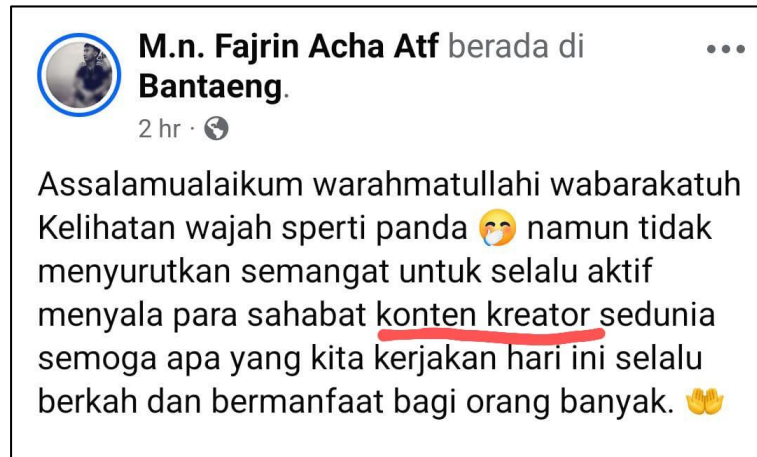 M.n. Fajrin Acha Atf berada di
Bantaeng.
2 hr ·
Assalamualaikum warahmatullahi wabarakatuh
Kelihatan wajah sperti panda 🤭 namun tidak
menyurutkan semangat untuk selalu aktif
menyala para sahabat konten kreator sedunia
semoga apa yang kita kerjakan hari ini selalu
berkah dan bermanfaat bagi orang banyak. 🤲